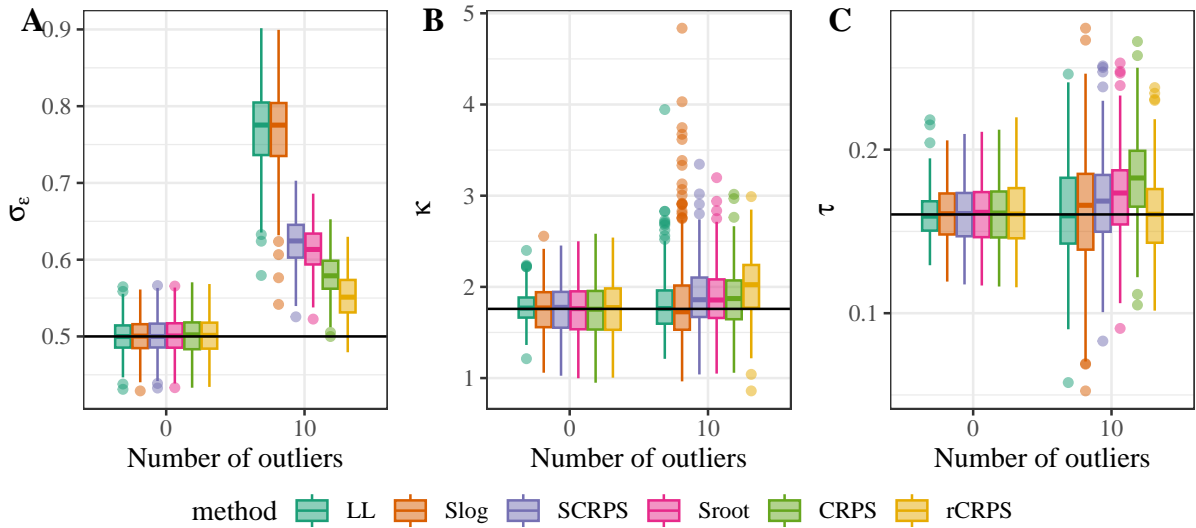 A
B
C
0.9
0.8
0.7
0.6
0.5
σε
0
10
Number of outliers
5
4
3
2
1
κ
0
10
Number of outliers
0.2
0.1
τ
0
10
Number of outliers
method LL Slog SCRPS Sroot CRPS rCRPS